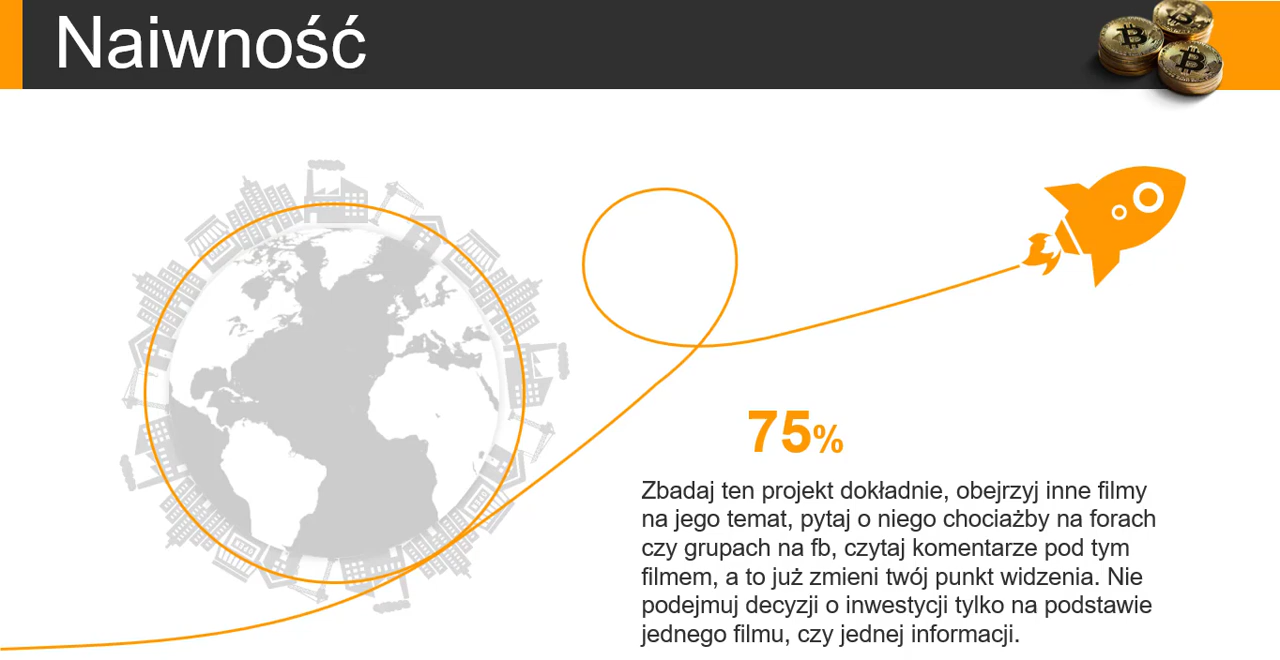 Naiwność
75%
Zbadaj ten projekt dokładnie, obejrzyj inne filmy
na jego temat, pytaj o niego chociażby na forach
czy grupach na fb, czytaj komentarze pod tym
filmem, a to już zmieni twój punkt widzenia. Nie
podejmuj decyzji o inwestycji tylko na podstawie
jednego filmu, czy jednej informacji.